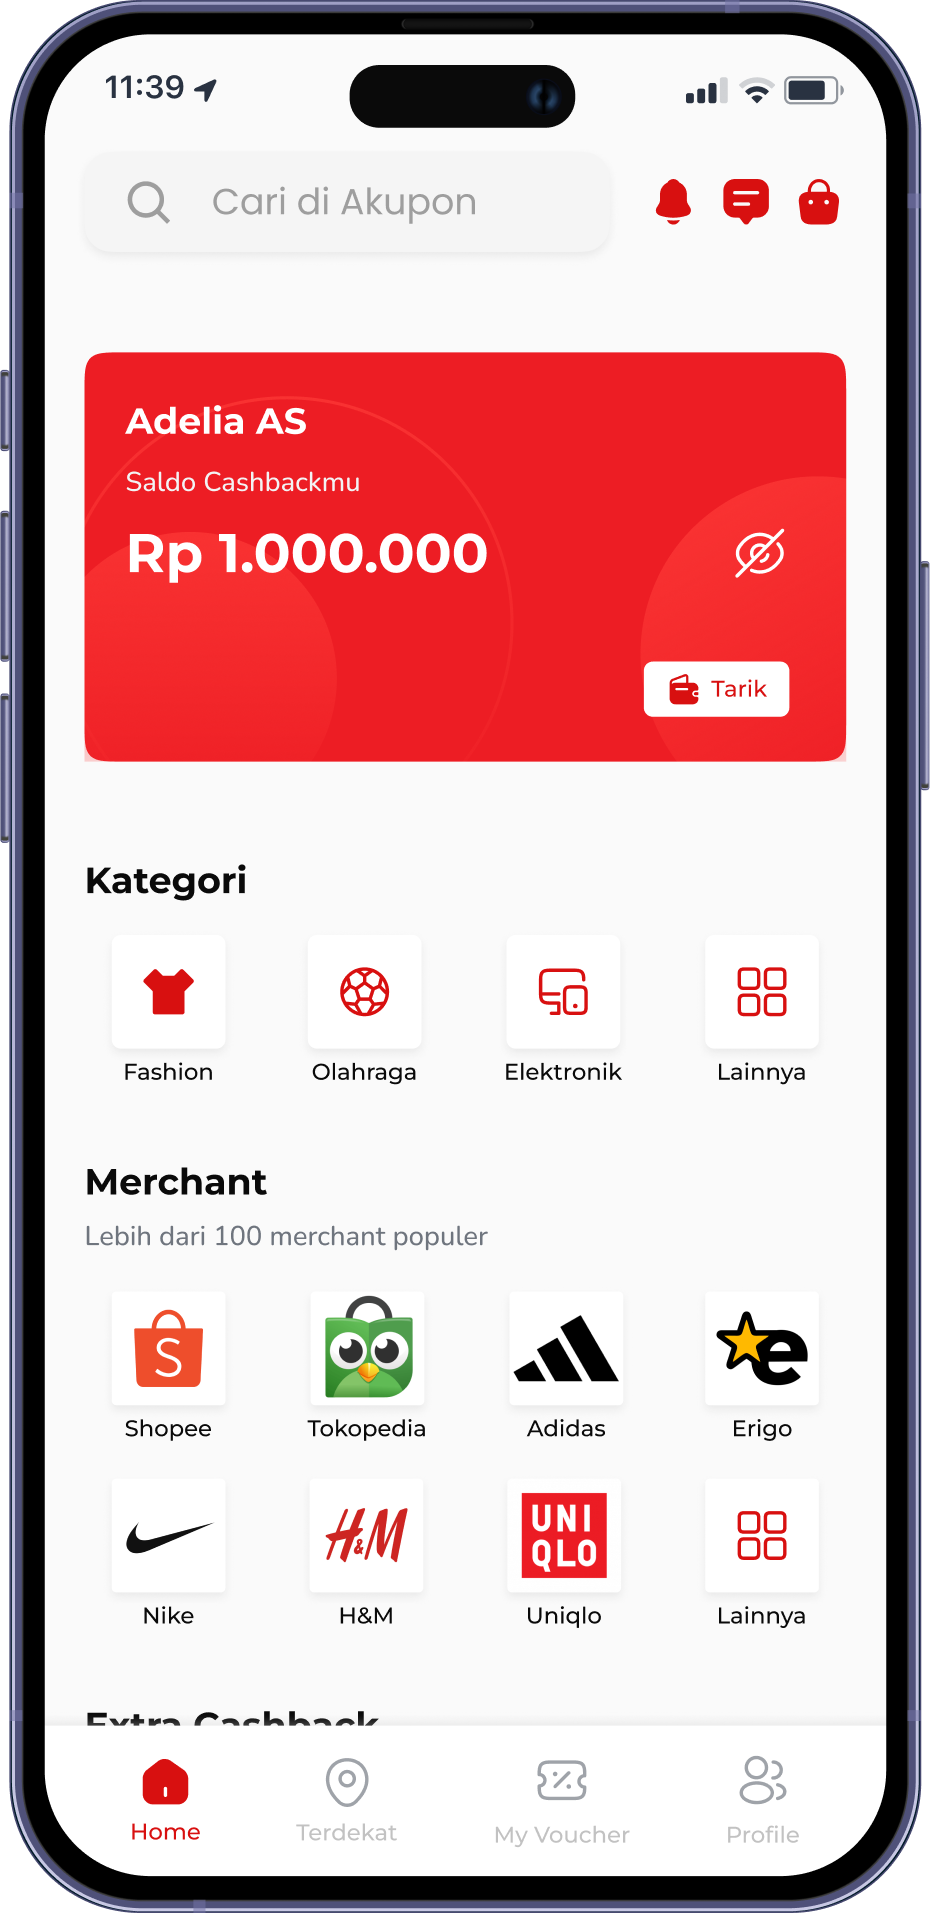 11:39
Cari di Akupon
Adelia AS
Saldo Cashbackmu
Rp 1.000.000
Tarik
Kategori
Fashion
Olahraga
Elektronik
Lainnya
Merchant
Lebih dari 100 merchant populer
S
e
Shopee
Tokopedia
Adidas
Erigo
H&M
UNI
QLO
Nike
H&M
Uniqlo
Lainnya
Extra Cashback
Home
Terdekat
My Voucher
Profile